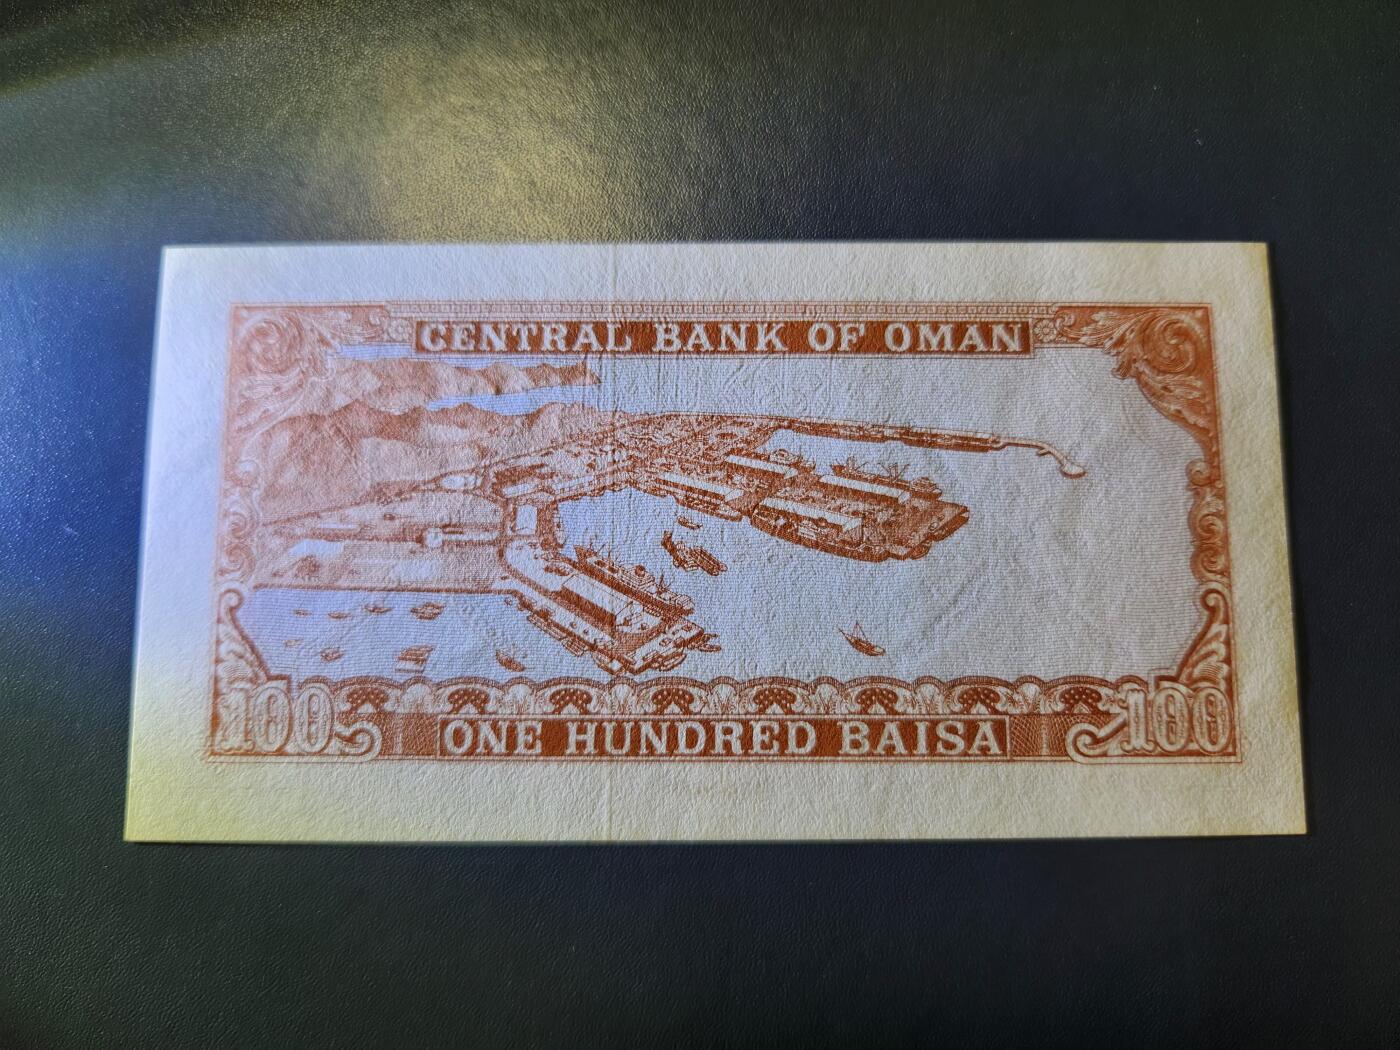 CENTRAL BANK OF OMAN
100 ONE HUNDRED BAISA 100